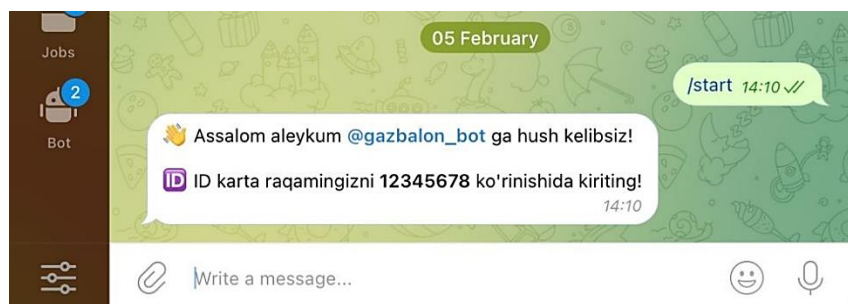 Jobs
2
Bot
05 February
/start 14:10
👋 Assalom aleykum @gazbalon_bot ga hush kelibsiz!
🆔 ID karta raqamingizni 12345678 ko'rinishida kiriting!
14:10
Write a message...